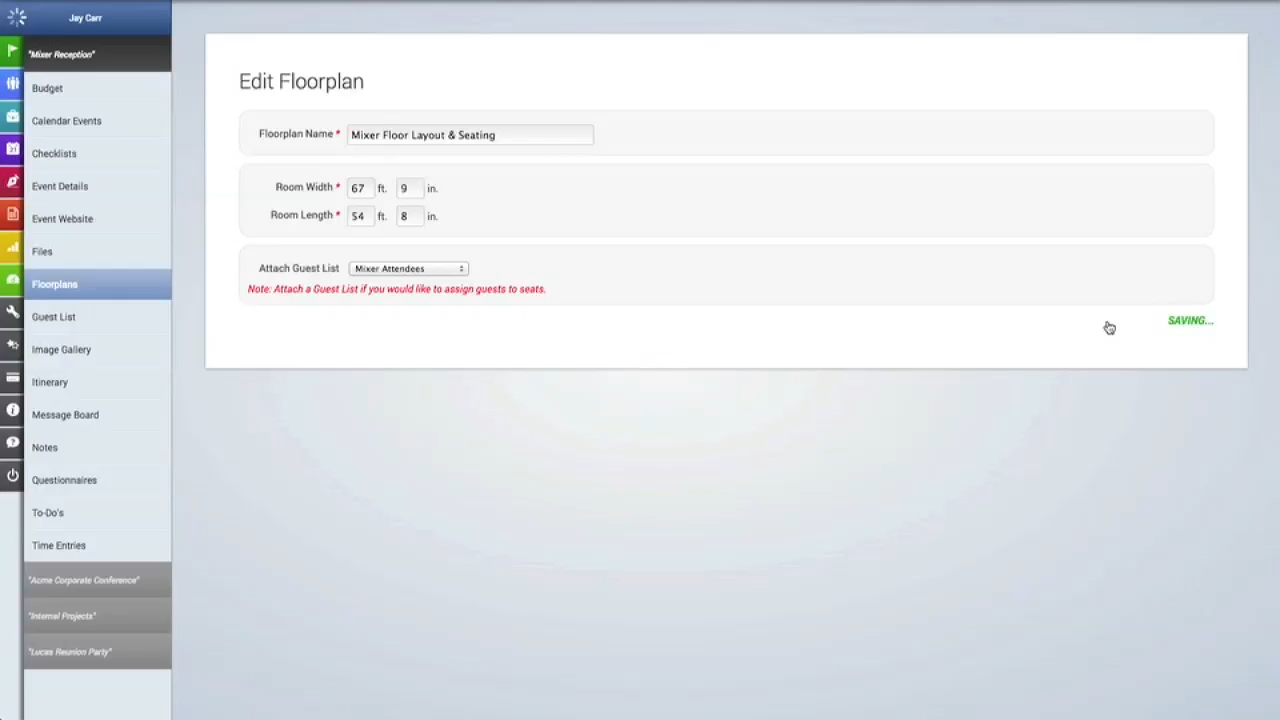 Jay Carr
"Mixer Reception"
Budget
Calendar Events
Checklists
Event Details
Event Website
Files
Floorplans
Guest List
Image Gallery
Itinerary
Message Board
Notes
Questionnaires
To-Do's
Time Entries
"Acme Corporate Conference"
"Internal Projects"
"Lucas Reunion Party"
Edit Floorplan
Floorplan Name * Mixer Floor Layout & Seating
Room Width * 67 ft. 9 in.
Room Length * 54 ft. 8 in.
Attach Guest List Mixer Attendees
Note: Attach a Guest List if you would like to assign guests to seats.
SAVING...